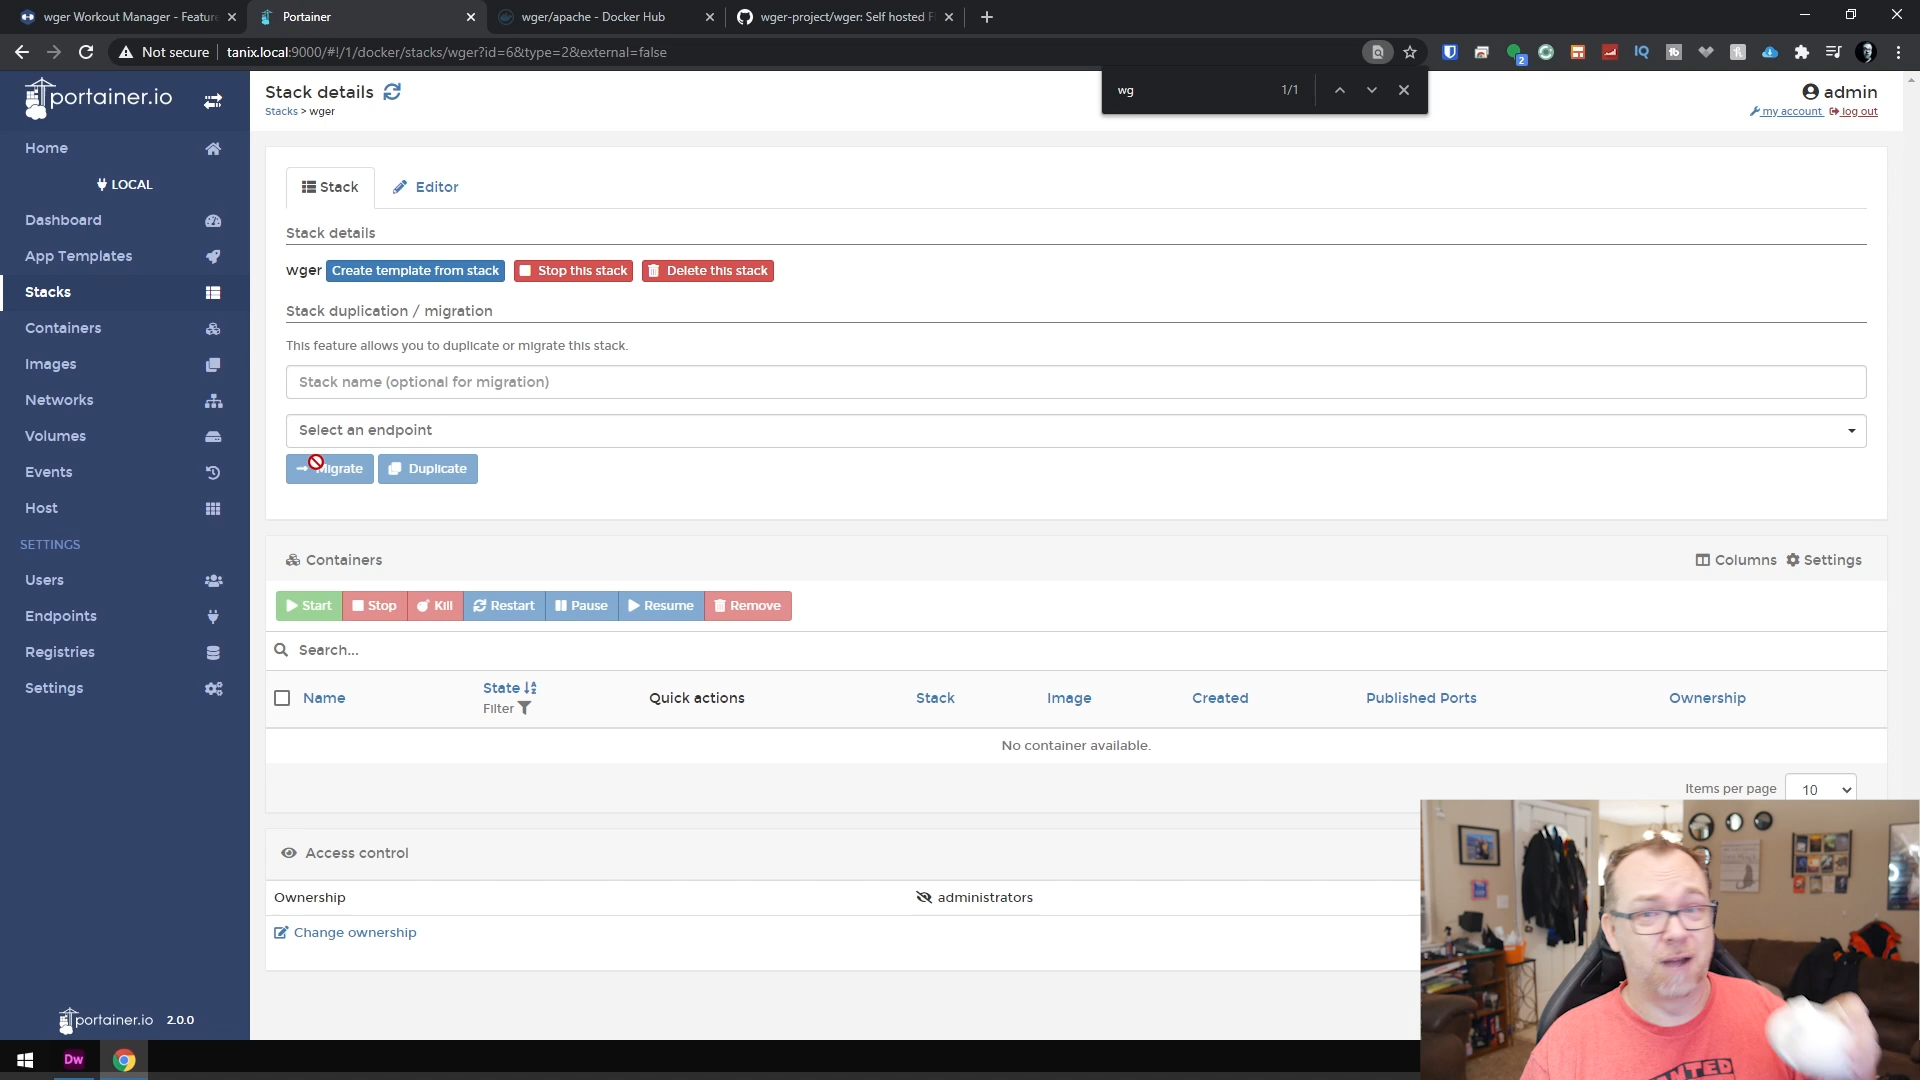 wger Workout Manager - Feature
Portainer
wger/apache - Docker Hub
wger-project/wger: Self hosted F
Not secure
tanix.local:9000/#!/1/docker/stacks/wger?id=6&type=2&external=false
2
IQ
wg
1/1
portainer.io
Stack details
Stacks > wger
admin
my account
log out
Home
LOCAL
Dashboard
App Templates
Stacks
Containers
Images
Networks
Volumes
Events
Host
SETTINGS
Users
Endpoints
Registries
Settings
portainer.io 2.0.0
Stack
Editor
Stack details
wger
Create template from stack
Stop this stack
Delete this stack
Stack duplication / migration
This feature allows you to duplicate or migrate this stack.
Stack name (optional for migration)
Select an endpoint
Migrate
Duplicate
Containers
Columns
Settings
Start
Stop
Kill
Restart
Pause
Resume
Remove
Search...
Name
State
Filter
Quick actions
Stack
Image
Created
Published Ports
Ownership
No container available.
Items per page
10
Access control
Ownership
administrators
Change ownership
Dw